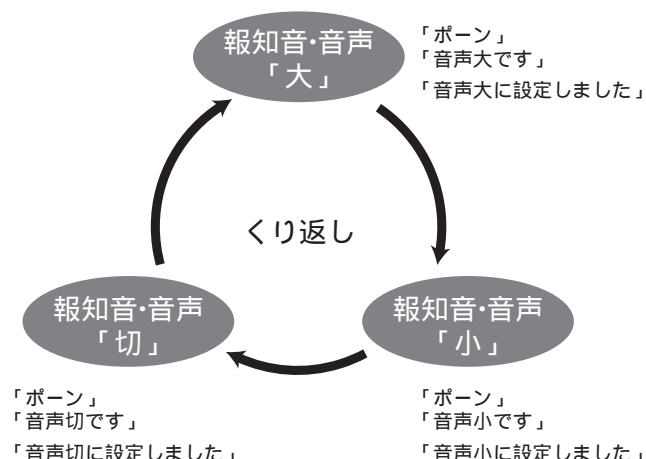 報知音・音声
「大」
「ポーン」
「音声大です」
「音声大に設定しました」
くり返し
報知音・音声
「切」
「ポーン」
「音声切です」
「音声切に設定しました」
報知音・音声
「小」
「ポーン」
「音声小です」
「音声小に設定しました」